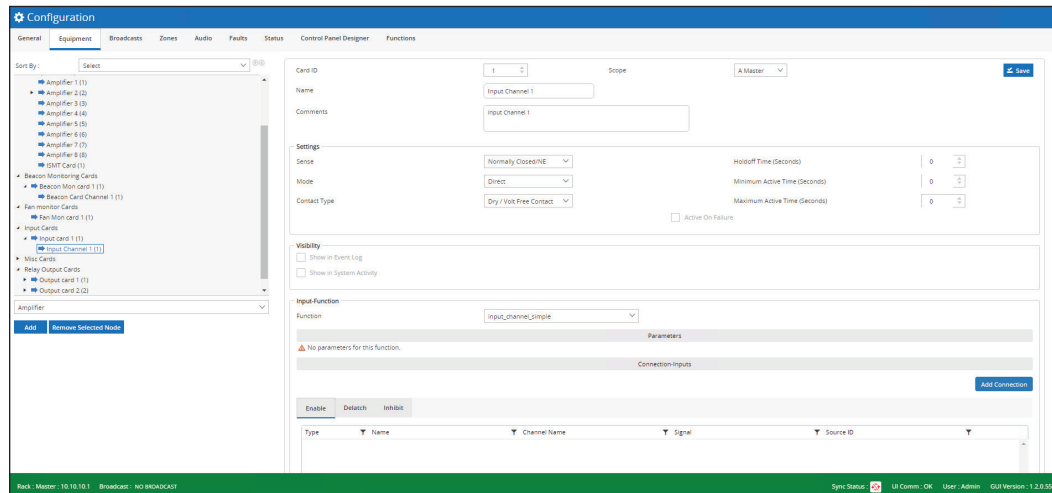 Configuration
General Equipment Broadcasts Zones Audio Faults Status Control Panel Designer Functions
Sort By : Select
Amplifier 1 (1)
Amplifier 2 (2)
Amplifier 3 (3)
Amplifier 4 (4)
Amplifier 5 (5)
Amplifier 6 (6)
Amplifier 7 (7)
Amplifier 8 (8)
ISMT Card (1)
Beacon Monitoring Cards
Beacon Mon card 1 (1)
Beacon Card Channel 1 (1)
Fan monitor Cards
Fan Mon card 1 (1)
Input Cards
Input card 1 (1)
Input Channel 1 (1)
Misc Cards
Relay Output Cards
Output card 1 (1)
Output card 2 (2)
Amplifier
Add Remove Selected Node
Card ID 1 Scope A Master Save
Name Input Channel 1
Comments Input Channel 1
Settings
Sense Normally Closed/NE Holdoff Time (Seconds) 0
Mode Direct Minimum Active Time (Seconds) 0
Contact Type Dry / Volt Free Contact Maximum Active Time (Seconds) 0
Active On Failure
Visibility
Show in Event Log
Show in System Activity
Input-Function
Function input_channel_simple
Parameters
No parameters for this function.
Connection-Inputs
Add Connection
Enable Delatch Inhibit
Type Name Channel Name Signal Source ID
Rack : Master : 10.10.10.1 Broadcast : NO BROADCAST Sync Status : UI Comm : OK User : Admin GUI Version : 1.2.0.55